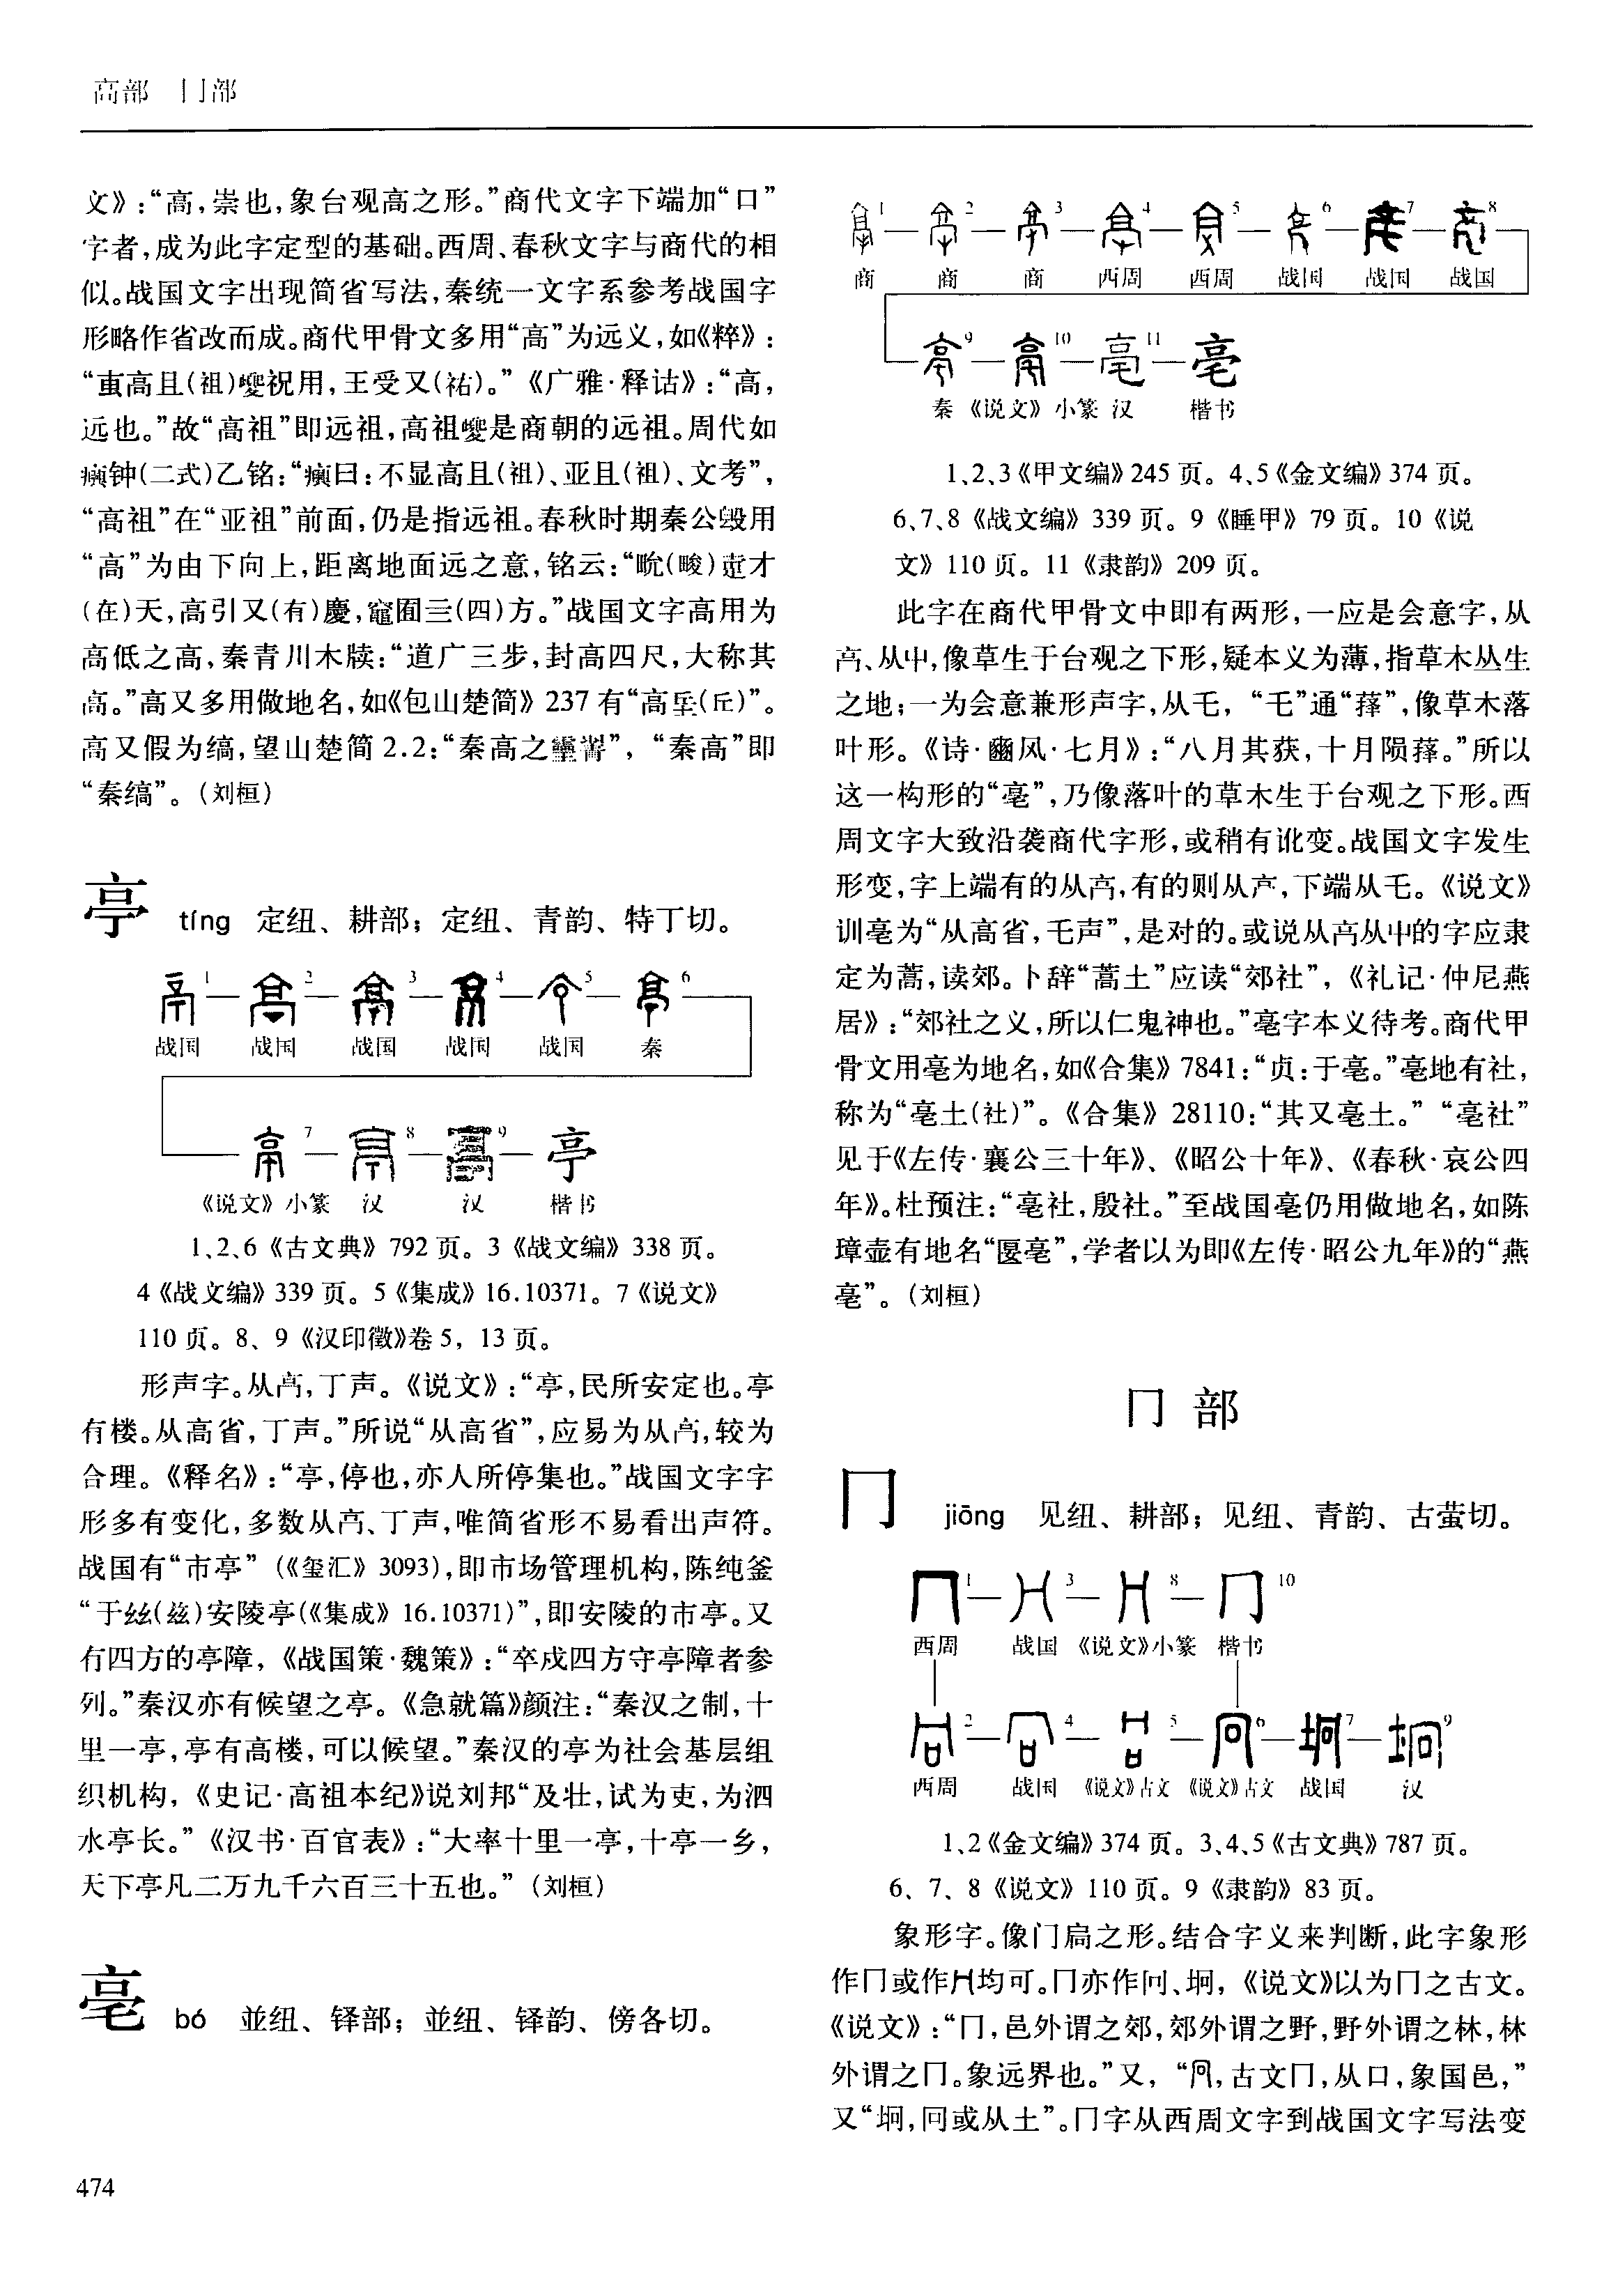 高部　冂部
文》：“高，崇也，象台观高之形。”商代文字下端加“口”
字者，成为此字定型的基础。西周、春秋文字与商代的相
似。战国文字出现简省写法，秦统一文字系参考战国字
形略作省改而成。商代甲骨文多用“高”为远义，如《粹》：
“叀高且(祖)夒祝用，王受又(祐)。”《广雅·释诂》：“高，
远也。”故“高祖”即远祖，高祖夒是商朝的远祖。周代如
𤼈钟(二式)乙铭：“𤼈曰：不显高且(祖)、亚且(祖)、文考”，
“高祖”在“亚祖”前面，仍是指远祖。春秋时期秦公
用
“高”为由下向上，距离地面远之意，铭云：“畯(畯)疐才
(在)天，高引又(有)慶，竈囿亖(四)方。”战国文字高用为
高低之高，秦青川木牍：“道广三步，封高四尺，大称其
高。”高又多用做地名，如《包山楚简》237有“高坵(丘)”。
高又假为缟，望山楚简2.2：“秦高之”，“秦高”即
“秦缟”。(刘桓)
亭　tíng　定纽、耕部；定纽、青韵、特丁切。
1 2 3 4 5 6
战国　战国　战国　战国　战国　秦
7 8 9 亭
《说文》小篆　汉　汉　楷书
1、2、6《古文典》792页。3《战文编》338页。
4《战文编》339页。5《集成》16.10371。7《说文》
110页。8、9《汉印徵》卷5，13页。
形声字。从亯，丁声。《说文》：“亭，民所安定也。亭
有楼。从高省，丁声。”所说“从高省”，应易为从，较为
合理。《释名》：“亭，停也，亦人所停集也。”战国文字字
形多有变化，多数从、丁声，唯简省形不易看出声符。
战国有“市亭”(《玺汇》3093)，即市场管理机构，陈纯釜
“于丝(兹)安陵亭(《集成》16.10371)”，即安陵的市亭。又
有四方的亭障，《战国策·魏策》：“卒戍四方守亭障者参
列。”秦汉亦有候望之亭。《急就篇》颜注：“秦汉之制，十
里一亭，亭有高楼，可以候望。”秦汉的亭为社会基层组
织机构，《史记·高祖本纪》说刘邦“及壮，试为吏，为泗
水亭长。”《汉书·百官表》：“大率十里一亭，十亭一乡，
天下亭凡二万九千六百三十五也。”(刘桓)
亳　bó　並纽、铎部；並纽、铎韵、傍各切。
1 2 3 4 5 6 7 8
商　商　商　西周　西周　战国　战国　战国
9 10 11 亳
秦　《说文》小篆　汉　楷书
1、2、3《甲文编》245页。4、5《金文编》374页。
6、7、8《战文编》339页。9《睡甲》79页。10《说
文》110页。11《隶韵》209页。
此字在商代甲骨文中即有两形，一应是会意字，从
、从屮，像草生于台观之下形，疑本义为薄，指草木丛生
之地；一为会意兼形声字，从乇，“乇”通“萚”，像草木落
叶形。《诗·豳风·七月》：“八月其获，十月陨萚。”所以
这一构形的“亳”，乃像落叶的草木生于台观之下形。西
周文字大致沿袭商代字形，或稍有讹变。战国文字发生
形变，字上端有的从，有的则从，下端从乇。《说文》
训亳为“从高省，乇声”，是对的。或说从从屮的字应隶
定为蒿，读郊。卜辞“蒿土”应读“郊社”，《礼记·仲尼燕
居》：“郊社之义，所以仁鬼神也。”亳字本义待考。商代甲
骨文用亳为地名，如《合集》7841：“贞：于亳。”亳地有社，
称为“亳土(社)”。《合集》28110：“其又亳土。”“亳社”
见于《左传·襄公三十年》、《昭公十年》、《春秋·哀公四
年》。杜预注：“亳社，殷社。”至战国亳仍用做地名，如陈
璋壶有地名“匽亳”，学者以为即《左传·昭公九年》的“燕
亳”。(刘桓)
冂 部
冂　jiōng　见纽、耕部；见纽、青韵、古萤切。
1 3 8 冂 10
西周　战国　《说文》小篆　楷书
2 4 5 6 7 9
西周　战国　《说文》古文　《说文》古文　战国　汉
1、2《金文编》374页。3、4、5《古文典》787页。
6、7、8《说文》110页。9《隶韵》83页。
象形字。像门扃之形。结合字义来判断，此字象形
作冂或作均可。冂亦作冋、坰，《说文》以为冂之古文。
《说文》：“冂，邑外谓之郊，郊外谓之野，野外谓之林，林
外谓之冂。象远界也。”又，“冋，古文冂，从口，象国邑，”
又“坰，冋或从土”。冂字从西周文字到战国文字写法变
474